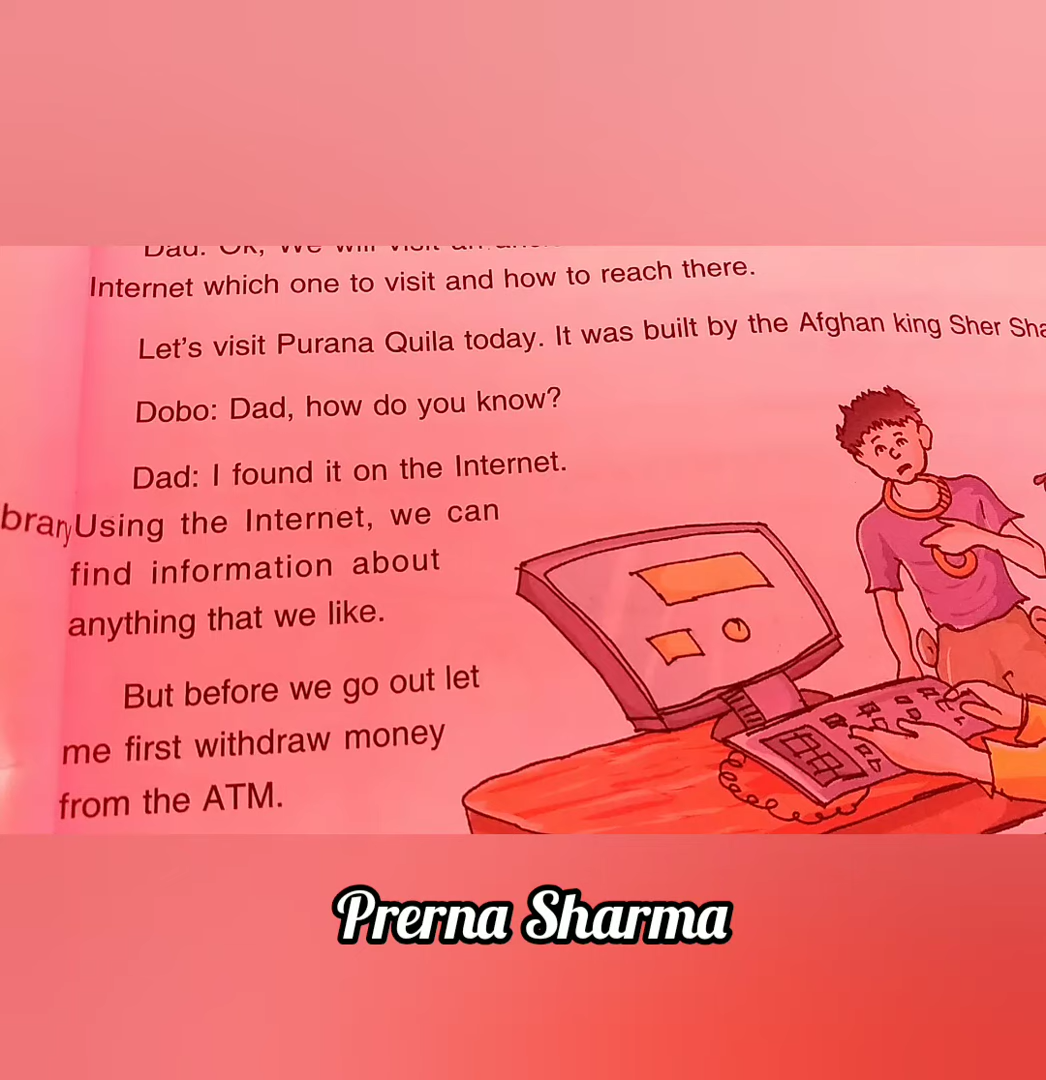 Internet which one to visit and how to reach there.
Let's visit Purana Quila today. It was built by the Afghan king Sher
Dobo: Dad, how do you know?
Dad: I found it on the Internet.
Using the Internet, we can
find information about
anything that we like.
But before we go out let
me first withdraw money
from the ATM.
Prerna Sharma